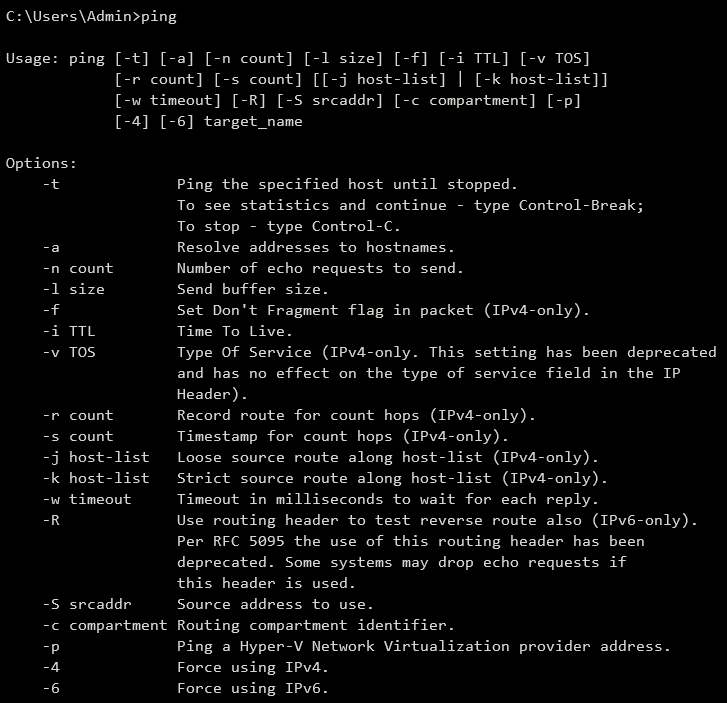 C:\Users\Admin>ping
Usage: ping [-t] [-a] [-n count] [-l size] [-f] [-i TTL] [-v TOS]
            [-r count] [-s count] [[-j host-list] | [-k host-list]]
            [-w timeout] [-R] [-S srcaddr] [-c compartment] [-p]
            [-4] [-6] target_name
Options:
    -t             Ping the specified host until stopped.
                   To see statistics and continue - type Control-Break;
                   To stop - type Control-C.
    -a             Resolve addresses to hostnames.
    -n count       Number of echo requests to send.
    -l size        Send buffer size.
    -f             Set Don't Fragment flag in packet (IPv4-only).
    -i TTL         Time To Live.
    -v TOS         Type Of Service (IPv4-only. This setting has been deprecated
                   and has no effect on the type of service field in the IP
                   Header).
    -r count       Record route for count hops (IPv4-only).
    -s count       Timestamp for count hops (IPv4-only).
    -j host-list   Loose source route along host-list (IPv4-only).
    -k host-list   Strict source route along host-list (IPv4-only).
    -w timeout     Timeout in milliseconds to wait for each reply.
    -R             Use routing header to test reverse route also (IPv6-only).
                   Per RFC 5095 the use of this routing header has been
                   deprecated. Some systems may drop echo requests if
                   this header is used.
    -S srcaddr     Source address to use.
    -c compartment Routing compartment identifier.
    -p             Ping a Hyper-V Network Virtualization provider address.
    -4             Force using IPv4.
    -6             Force using IPv6.